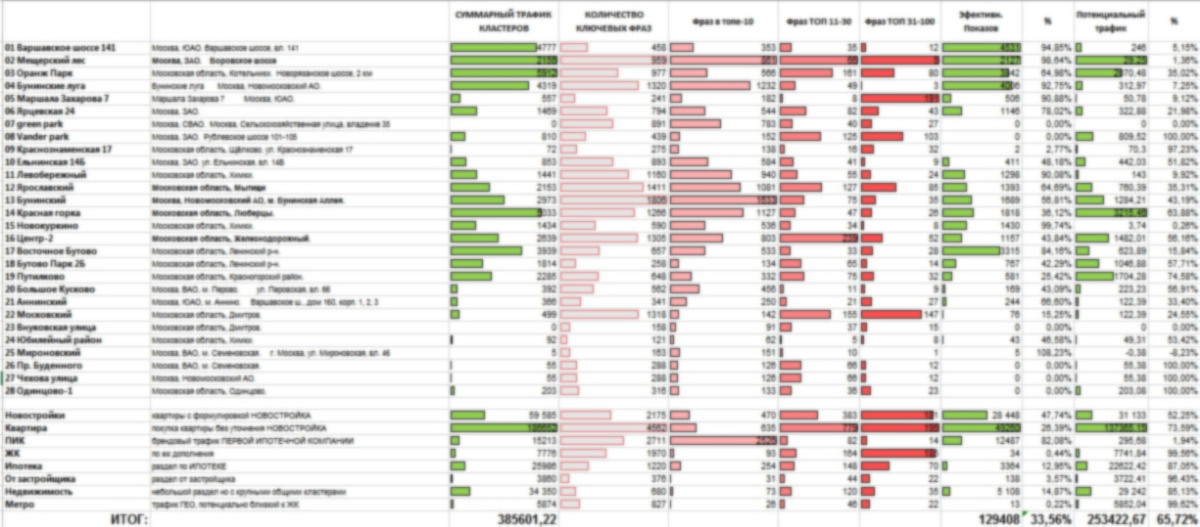 СУММАРНЫЙ ТРАФИК КЛАСТЕРОВ КОЛИЧЕСТВО КЛЮЧЕВЫХ ФРАЗ Фраз в топе-10 Фраз ТОП 11-30 Фраз ТОП 31-100 Эфективн. Показов % Потенциальный трафик %
01 Варшавское шоссе 141 Москва, ЮАО. Варшавское шоссе, вл. 141 4777 458 353 35 12 4531 94,85% 246 5,15%
02 Мещерский лес Москва, ЗАО. Боровское шоссе 959 861 2127 98,64% 29,28 1,36%
03 Оранж Парк Московская область, Котельники. Новорязанское шоссе, 2 км 5912 977 566 161 80 3842 64,98% 2070,48 35,02%
04 Бунинские луга Бунинские луга Москва, Новомосковский АО. 4319 1320 1232 49 3 4006 92,75% 312,97 7,25%
05 Маршала Захарова 7 Маршала Захарова 7 Москва, ЮАО. 557 241 182 8 506 90,88% 50,78 9,12%
06 Ярцевская 24 Москва, ЗАО. 1469 794 544 82 43 1146 78,02% 322,88 21,98%
07 green park Москва, СВАО. Москва, Сельскохозяйственная улица, владение 35 0 891 783 40 27 0 0,00% 0 0,00%
08 Vander park Москва, ЗАО. Рублевское шоссе 101-105 810 439 152 125 103 0 0,00% 809,52 100,00%
09 Краснознаменная 17 Московская область, Щёлково. ул. Краснознаменная 17 72 275 138 16 32 2 2,77% 70,3 97,23%
10 Ельнинская 14Б Москва, ЗАО. ул. Ельнинская, вл. 14Б 853 893 584 41 9 411 48,18% 442,03 51,82%
11 Левобережный Московская область, Химки. 1441 1160 940 55 24 1298 90,08% 143 9,92%
12 Ярославский Московская область, Мытищи 2153 1411 1081 127 85 1393 64,69% 760,39 35,31%
13 Бунинский Москва, Новомосковский АО, м. Бунинская Аллея. 2973 1806 1633 75 35 1689 56,81% 1284,21 43,19%
14 Красная горка Московская область, Люберцы. 5033 1266 1127 47 26 1818 36,12% 3215,46 63,88%
15 Новокуркино Московская область, Химки. 1434 590 536 34 8 1430 99,74% 3,74 0,26%
16 Центр-2 Московская область, Железнодорожный. 2639 1305 803 239 52 1157 43,84% 1482,01 56,16%
17 Восточное Бутово Московская область, Ленинский р-н. 3939 667 533 33 28 3315 84,16% 623,89 15,84%
18 Бутово Парк 2Б Московская область, Ленинский р-н. 1814 258 134 65 14 767 42,29% 1046,88 57,71%
19 Путилково Московская область, Красногорский район. 2285 648 332 75 32 581 25,42% 1704,28 74,58%
20 Большое Кусково Москва, ВАО, м. Перово. ул. Перовская, вл. 66 392 562 456 11 9 169 43,09% 223,23 56,91%
21 Аннинский Москва, ЮАО, м. Аннино. Варшавское ш., дом 160, корп. 1, 2, 3 366 341 250 21 27 244 66,60% 122,39 33,40%
22 Московский Московская область, Дмитров. 499 1318 142 155 147 76 15,25% 122,39 24,55%
23 Внуковская улица Московская область, Дмитров. 0 158 91 37 15 0 0,00% 0 0,00%
24 Юбилейный район Московская область, Химки. 92 121 62 5 8 43 46,58% 49,31 53,42%
25 Мироновский Москва, ВАО, м. Семеновская. г. Москва, ул. Мироновская, вл. 46 5 163 151 10 1 5 108,23% -0,38 -8,23%
26 Пр. Буденного Москва, ВАО, м. Семеновская. 55 288 126 66 12 0 0,00% 55,38 100,00%
27 Чехова улица Москва, Новомосковский АО. 55 288 126 66 12 0 0,00% 55,38 100,00%
28 Одинцово-1 Московская область, Одинцово. 203 316 133 36 23 0 0,00% 203,08 100,00%
Новостройки квартиры с формулировкой НОВОСТРОЙКА 59 585 2175 470 383 28 448 47,74% 31 133 52,25%
Квартира покупка квартиры без уточнения НОВОСТРОЙКА 4562 635 779 49260 26,39% 73,59%
ПИК брендовый трафик ПЕРВОЙ ИПОТЕЧНОЙ КОМПАНИИ 15213 2711 2526 82 14 12487 82,08% 295,68 1,94%
ЖК по жк дополнения 7776 1970 93 164 34 0,44% 7741,84 99,56%
Ипотека раздел по ИПОТЕКЕ 25986 1220 254 148 70 3364 12,95% 22622,42 87,05%
От застройщика раздел от застройщика 3860 376 31 44 22 138 3,57% 3722,41 96,43%
Недвижимость небольшой раздел но с крупными общими кластерами 34 350 680 73 120 35 5 108 14,87% 29 242 85,13%
Метро трафик ГЕО, потенциально близкий к ЖК 5874 827 26 46 22 13 0,22% 5852,04 99,62%
ИТОГ: 385601,22 129408 33,56% 253422,67 65,72%